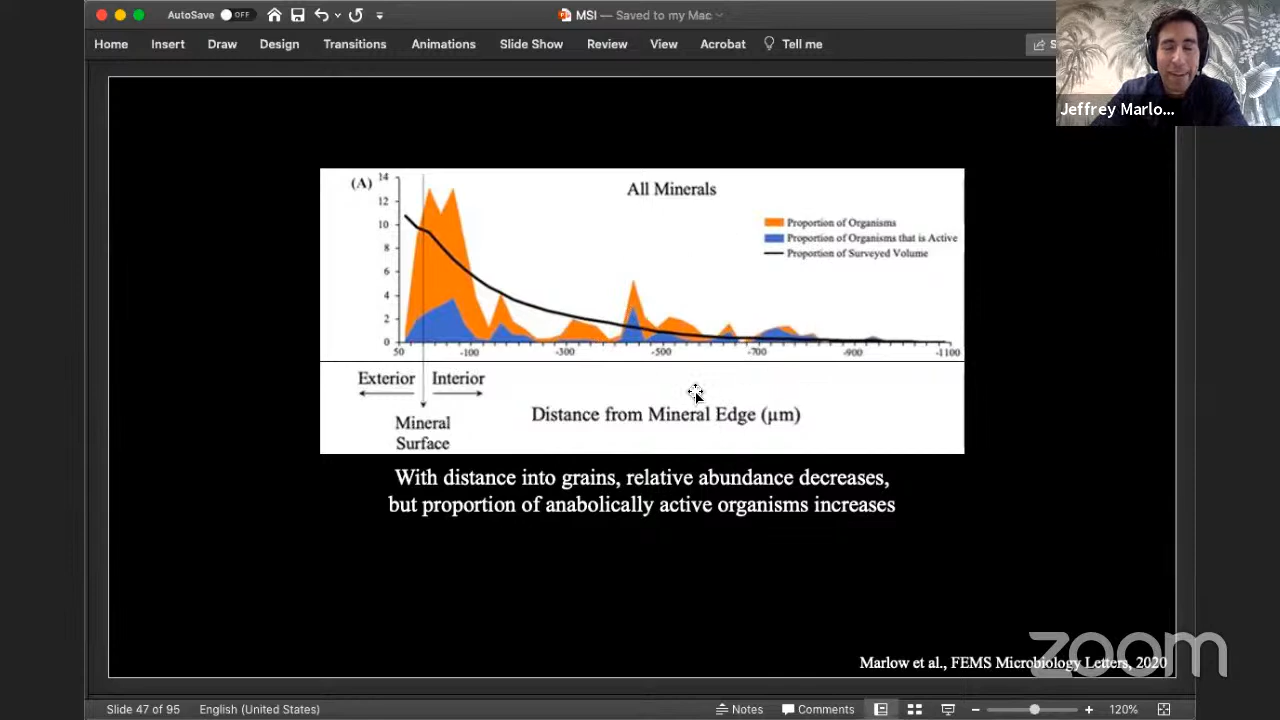 AutoSave OFF MSI — Saved to my Mac
Home Insert Draw Design Transitions Animations Slide Show Review View Acrobat Tell me S
Jeffrey Marlo...
(A) All Minerals
14
12
10
8
6
4
2
0
Proportion of Organisms
Proportion of Organisms that is Active
Proportion of Surveyed Volume
50 -100 -300 -500 -700 -900 -1100
Exterior Interior
Mineral
Surface
Distance from Mineral Edge (µm)
With distance into grains, relative abundance decreases,
but proportion of anabolically active organisms increases
zoom
Marlow et al., FEMS Microbiology Letters, 2020
Slide 47 of 95 English (United States) Notes Comments 120%